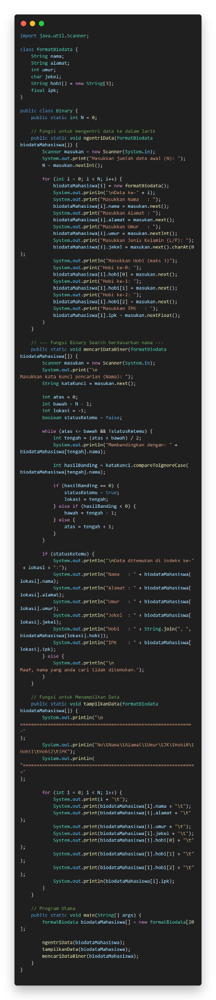 import java.util.Scanner;

class formatBiodata {
    String nama;
    String alamat;
    int umur;
    char jekel;
    String hobi[] = new String[3];
    float ipk;
}

public class Binary {
    public static int N = 0;

    // Fungsi untuk mengentri data ke dalam larik
    public static void ngentriData(formatBiodata
biodataMahasiswa[]) {
        Scanner masukan = new Scanner(System.in);
        System.out.print("Masukkan jumlah data awal (N): ");
        N = masukan.nextInt();

        for (int i = 0; i < N; i++) {
            biodataMahasiswa[i] = new formatBiodata();
            System.out.println("\nData ke-" + i);
            System.out.print("Masukkan Nama   : ");
            biodataMahasiswa[i].nama = masukan.next();
            System.out.print("Masukkan Alamat : ");
            biodataMahasiswa[i].alamat = masukan.next();
            System.out.print("Masukkan Umur   : ");
            biodataMahasiswa[i].umur = masukan.nextInt();
            System.out.print("Masukkan Jenis Kelamin (L/P): ");
            biodataMahasiswa[i].jekel = masukan.next().charAt(0
);
            System.out.println("Masukkan Hobi (maks 3)");
            System.out.print("Hobi ke-0: ");
            biodataMahasiswa[i].hobi[0] = masukan.next();
            System.out.print("Hobi ke-1: ");
            biodataMahasiswa[i].hobi[1] = masukan.next();
            System.out.print("Hobi ke-2: ");
            biodataMahasiswa[i].hobi[2] = masukan.next();
            System.out.print("Masukkan IPK   : ");
            biodataMahasiswa[i].ipk = masukan.nextFloat();
        }
    }

    // --- Fungsi Binary Search berdasarkan nama ---
    public static void mencariDataBiner(formatBiodata
biodataMahasiswa[]) {
        Scanner masukan = new Scanner(System.in);
        System.out.print("\n
Masukkan kata kunci pencarian (Nama): ");
        String kataKunci = masukan.next();

        int atas = 0;
        int bawah = N - 1;
        int lokasi = -1;
        boolean statusKetemu = false;

        while (atas <= bawah && !statusKetemu) {
            int tengah = (atas + bawah) / 2;
            System.out.println("Membandingkan dengan: " +
biodataMahasiswa[tengah].nama);

            int hasilBanding = kataKunci.compareToIgnoreCase(
biodataMahasiswa[tengah].nama);

            if (hasilBanding == 0) {
                statusKetemu = true;
                lokasi = tengah;
            } else if (hasilBanding < 0) {
                bawah = tengah - 1;
            } else {
                atas = tengah + 1;
            }
        }

        if (statusKetemu) {
            System.out.println("\nData ditemukan di indeks ke-"
 + lokasi + ":");
            System.out.println("Nama   : " + biodataMahasiswa[
lokasi].nama);
            System.out.println("Alamat : " + biodataMahasiswa[
lokasi].alamat);
            System.out.println("Umur   : " + biodataMahasiswa[
lokasi].umur);
            System.out.println("Jekel  : " + biodataMahasiswa[
lokasi].jekel);
            System.out.println("Hobi   : " + String.join(", ",
biodataMahasiswa[lokasi].hobi));
            System.out.println("IPK    : " + biodataMahasiswa[
lokasi].ipk);
        } else {
            System.out.println("\n
Maaf, nama yang anda cari tidak ditemukan.");
        }
    }

    // Fungsi untuk Menampilkan Data
    public static void tampilkanData(formatBiodata
biodataMahasiswa[]) {
        System.out.println("\n
==============================================================
="
);
        System.out.println("No\tNama\tAlamat\tUmur\tJK\tHobi0\t
Hobi1\tHobi2\tIPK");
        System.out.println(
"==============================================================
="
);

        for (int i = 0; i < N; i++) {
            System.out.print(i + "\t");
            System.out.print(biodataMahasiswa[i].nama + "\t");
            System.out.print(biodataMahasiswa[i].alamat + "\t"
);
            System.out.print(biodataMahasiswa[i].umur + "\t");
            System.out.print(biodataMahasiswa[i].jekel + "\t");
            System.out.print(biodataMahasiswa[i].hobi[0] + "\t"
);
            System.out.print(biodataMahasiswa[i].hobi[1] + "\t"
);
            System.out.print(biodataMahasiswa[i].hobi[2] + "\t"
);
            System.out.println(biodataMahasiswa[i].ipk);
        }
    }

    // Program Utama
    public static void main(String[] args) {
        formatBiodata biodataMahasiswa[] = new formatBiodata[20
];

        ngentriData(biodataMahasiswa);
        tampilkanData(biodataMahasiswa);
        mencariDataBiner(biodataMahasiswa);
    }
}